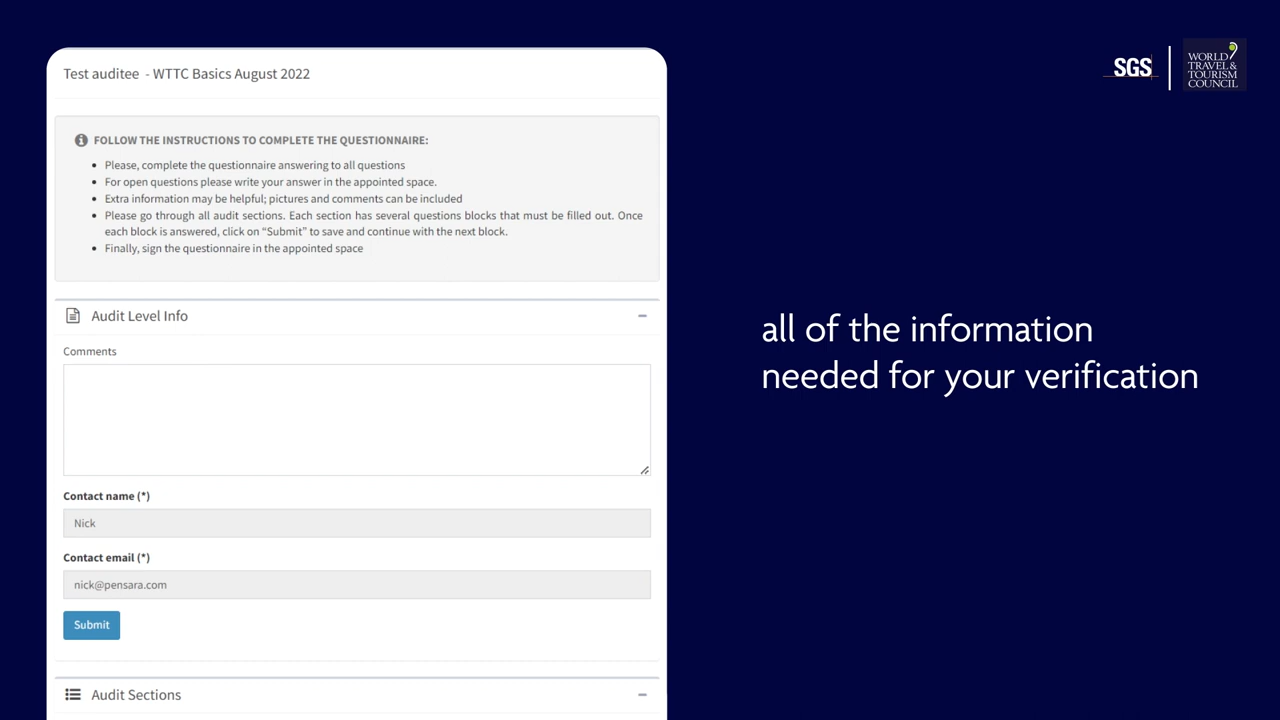 Test auditee - WTTC Basics August 2022
FOLLOW THE INSTRUCTIONS TO COMPLETE THE QUESTIONNAIRE:
Please, complete the questionnaire answering to all questions
For open questions please write your answer in the appointed space.
Extra information may be helpful; pictures and comments can be included
Please go through all audit sections. Each section has several questions blocks that must be filled out. Once
each block is answered, click on “Submit” to save and continue with the next block.
Finally, sign the questionnaire in the appointed space
Audit Level Info
Comments
Contact name (*)
Nick
Contact email (*)
nick@pensara.com
Submit
Audit Sections
SGS
WORLD
TRAVEL &
TOURISM
COUNCIL
all of the information
needed for your verification